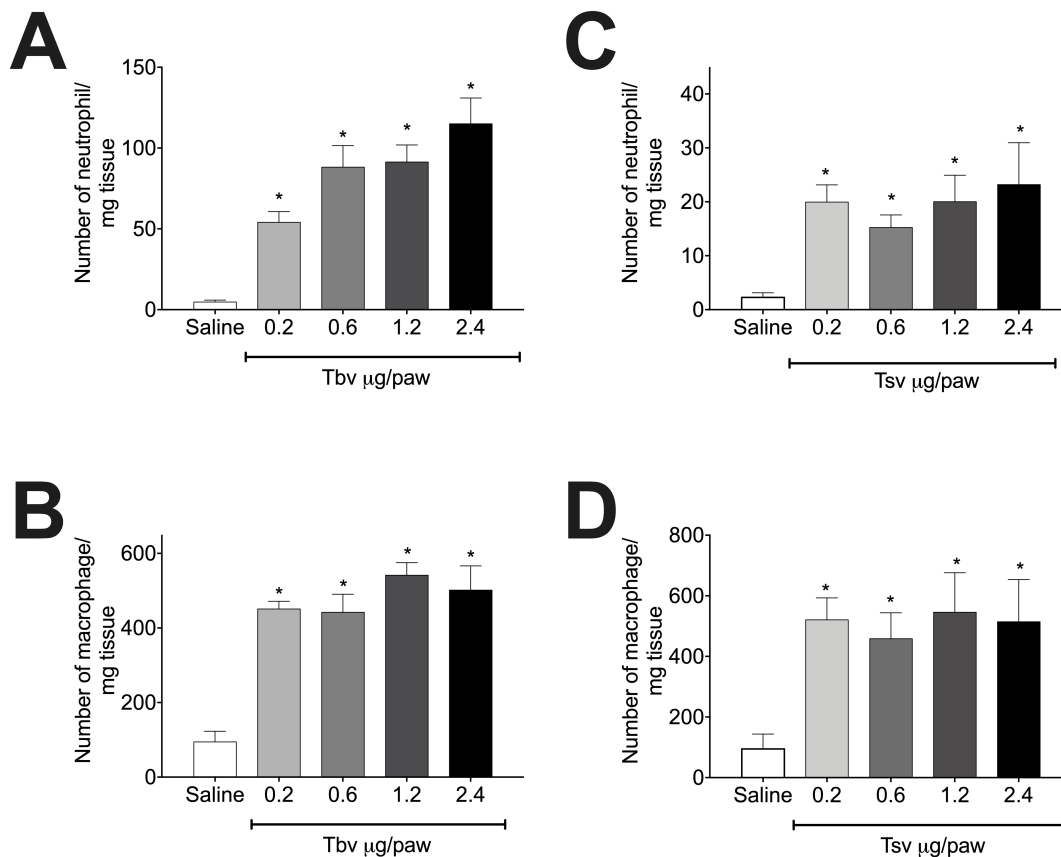 A
Number of neutrophil/
mg tissue
150
100
50
0
*
*
*
*
Saline 0.2 0.6 1.2 2.4
Tbv μg/paw
C
Number of neutrophil/
mg tissue
40
30
20
10
0
*
*
*
*
Saline 0.2 0.6 1.2 2.4
Tsv μg/paw
B
Number of macrophage/
mg tissue
600
400
200
0
*
*
*
*
Saline 0.2 0.6 1.2 2.4
Tbv μg/paw
D
Number of macrophage/
mg tissue
800
600
400
200
0
*
*
*
*
Saline 0.2 0.6 1.2 2.4
Tsv μg/paw